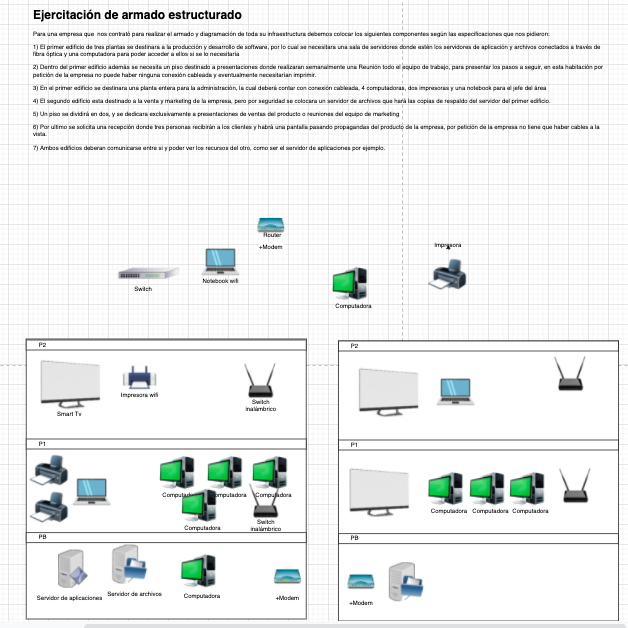 Ejercitación de armado estructurado
Para una empresa que nos contrató para realizar el armado y diagramación de toda su infraestructura debemos colocar los siguientes componentes según las especificaciones que nos pidieron:
1) El primer edificio de tres plantas se destinara a la producción y desarrollo de software, por lo cual se necesitara una sala de servidores donde estén los servidores de aplicación y archivos conectados a través de
fibra óptica y una computadora para poder acceder a ellos si se lo necesitaría
2) Dentro del primer edificio además se necesita un piso destinado a presentaciones donde realizaran semanalmente una Reunión todo el equipo de trabajo, para presentar los pasos a seguir, en esta habitación por
petición de la empresa no puede haber ninguna conexión cableada y eventualmente necesitarían imprimir.
3) En el primer edificio se destinara una planta entera para la administración, la cual deberá contar con conexión cableada, 4 computadoras, dos impresoras y una notebook para el jefe del área
4) El segundo edificio esta destinado a la venta y marketing de la empresa, pero por seguridad se colocara un servidor de archivos que hará las copias de respaldo del servidor del primer edificio.
5) Un piso se dividirá en dos, y se dedicara exclusivamente a presentaciones de ventas del producto o reuniones del equipo de marketing
6) Por ultimo se solicita una recepción donde tres personas recibirán a los clientes y habrá una pantalla pasando propagandas del producto de la empresa, por petición de la empresa no tiene que haber cables a la
vista.
7) Ambos edificios deberan comunicarse entre si y poder ver los recursos del otro, como ser el servidor de aplicaciones por ejemplo.
Router
+Modem
Impresora
Switch
Notebook wifi
Computadora
P2
Smart Tv
Impresora wifi
Switch
inalámbrico
P1
Computadora
Computadora
Computadora
Computadora
Switch
inalámbrico
PB
Servidor de aplicaciones
Servidor de archivos
Computadora
+Modem
P2
P1
Computadora
Computadora
Computadora
PB
+Modem